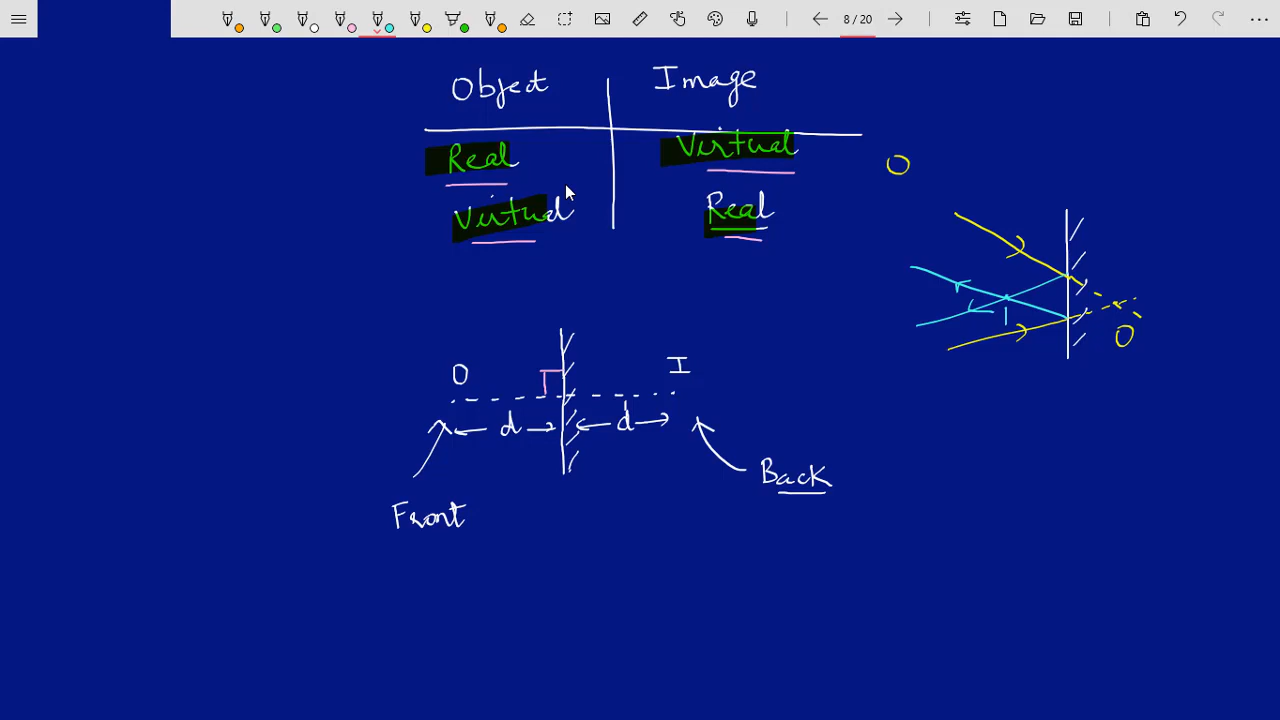 8 / 20
Object Image
Real Virtual
Virtual Real
O
I
O
O I
d d
Back
Front